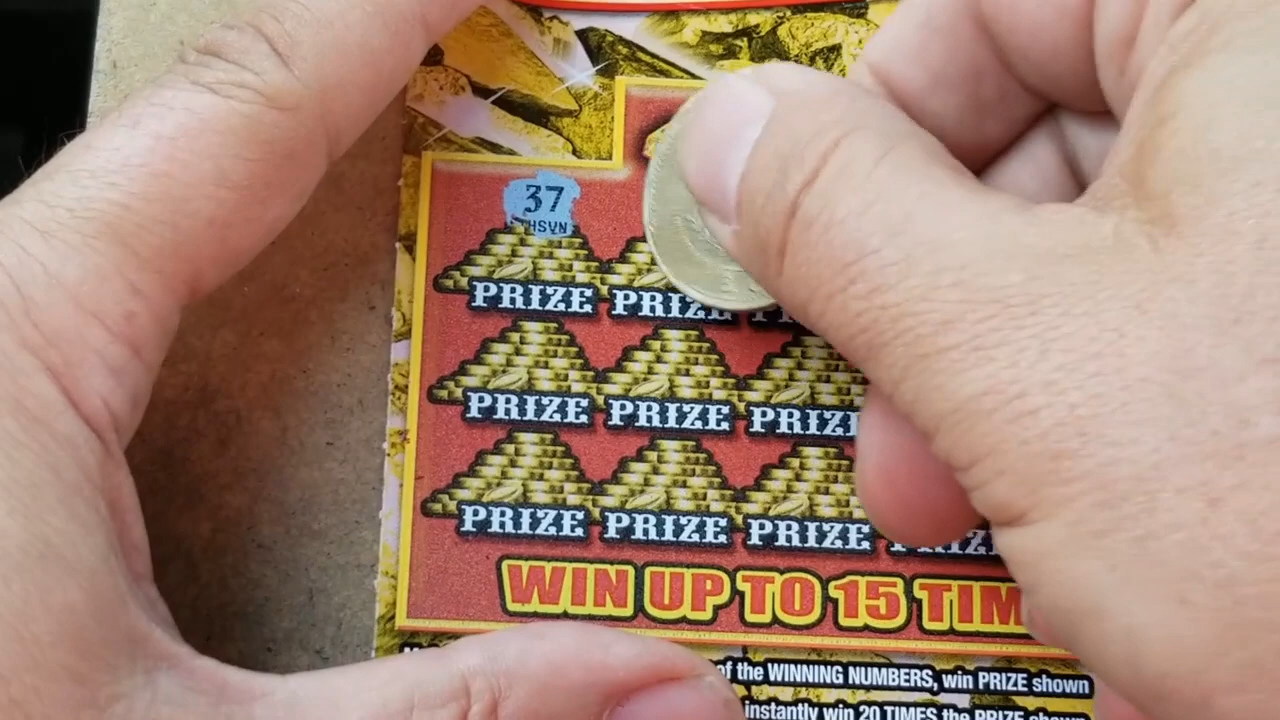 37
THSVN
PRIZE PRIZE
PRIZE PRIZE PRIZE
PRIZE PRIZE PRIZE PRIZE
WIN UP TO 15 TIM
of the WINNING NUMBERS, win PRIZE shown
instantly win 20 TIMES the PRIZE shown